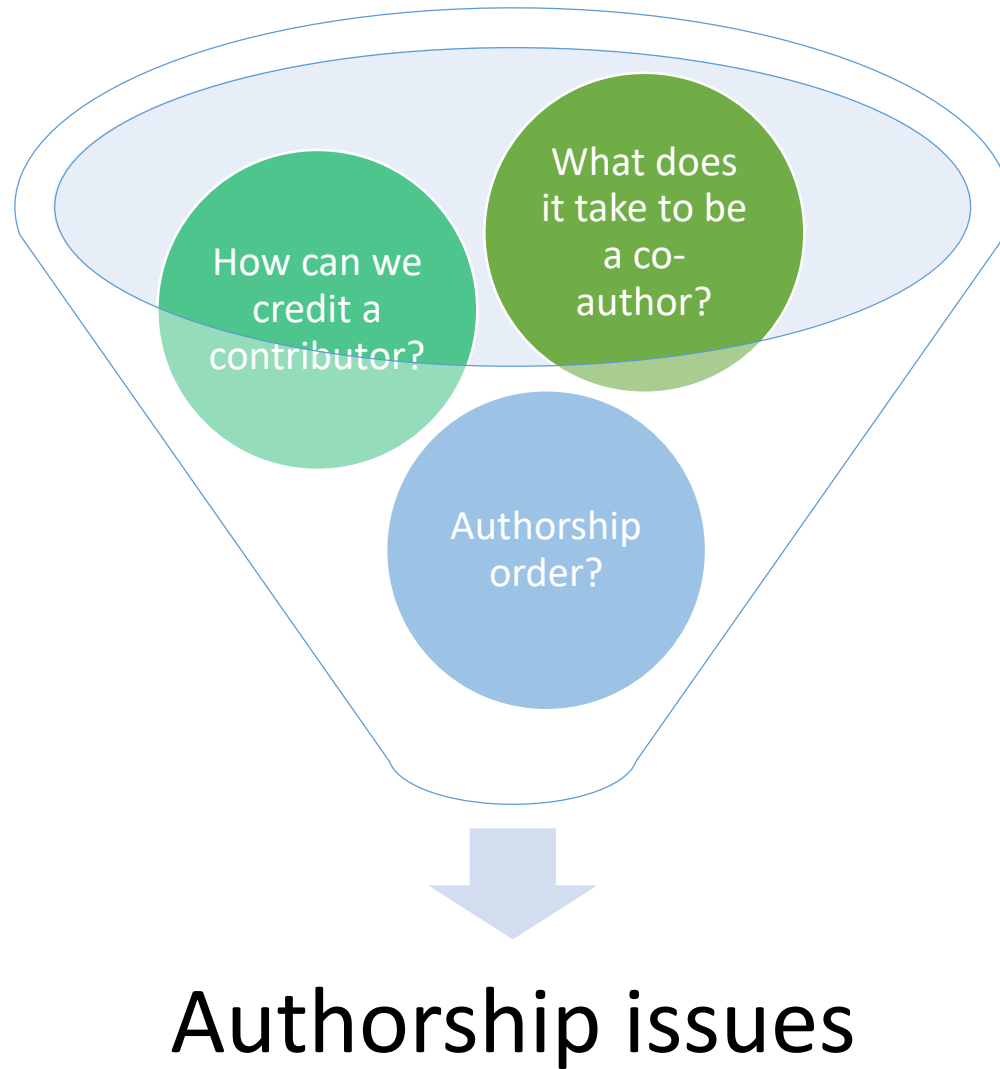 What does
it take to be
a co-
author?
How can we
credit a
contributor?
Authorship
order?
Authorship issues